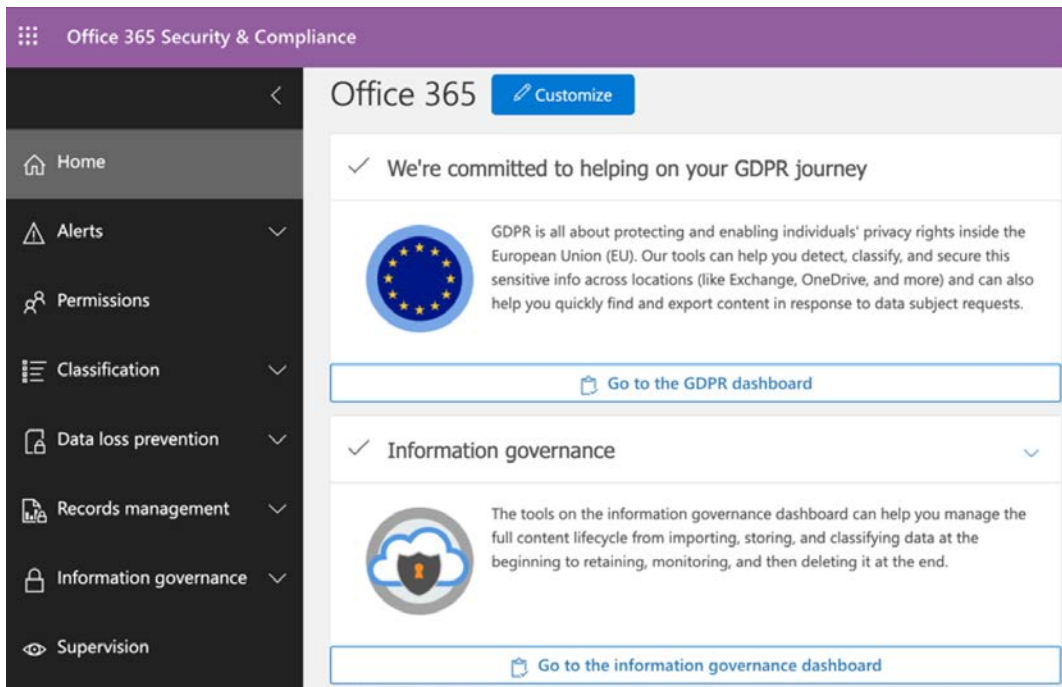 Office 365 Security & Compliance
Home
Alerts
Permissions
Classification
Data loss prevention
Records management
Information governance
Supervision
Office 365
Customize
We're committed to helping on your GDPR journey
GDPR is all about protecting and enabling individuals' privacy rights inside the
European Union (EU). Our tools can help you detect, classify, and secure this
sensitive info across locations (like Exchange, OneDrive, and more) and can also
help you quickly find and export content in response to data subject requests.
Go to the GDPR dashboard
Information governance
The tools on the information governance dashboard can help you manage the
full content lifecycle from importing, storing, and classifying data at the
beginning to retaining, monitoring, and then deleting it at the end.
Go to the information governance dashboard